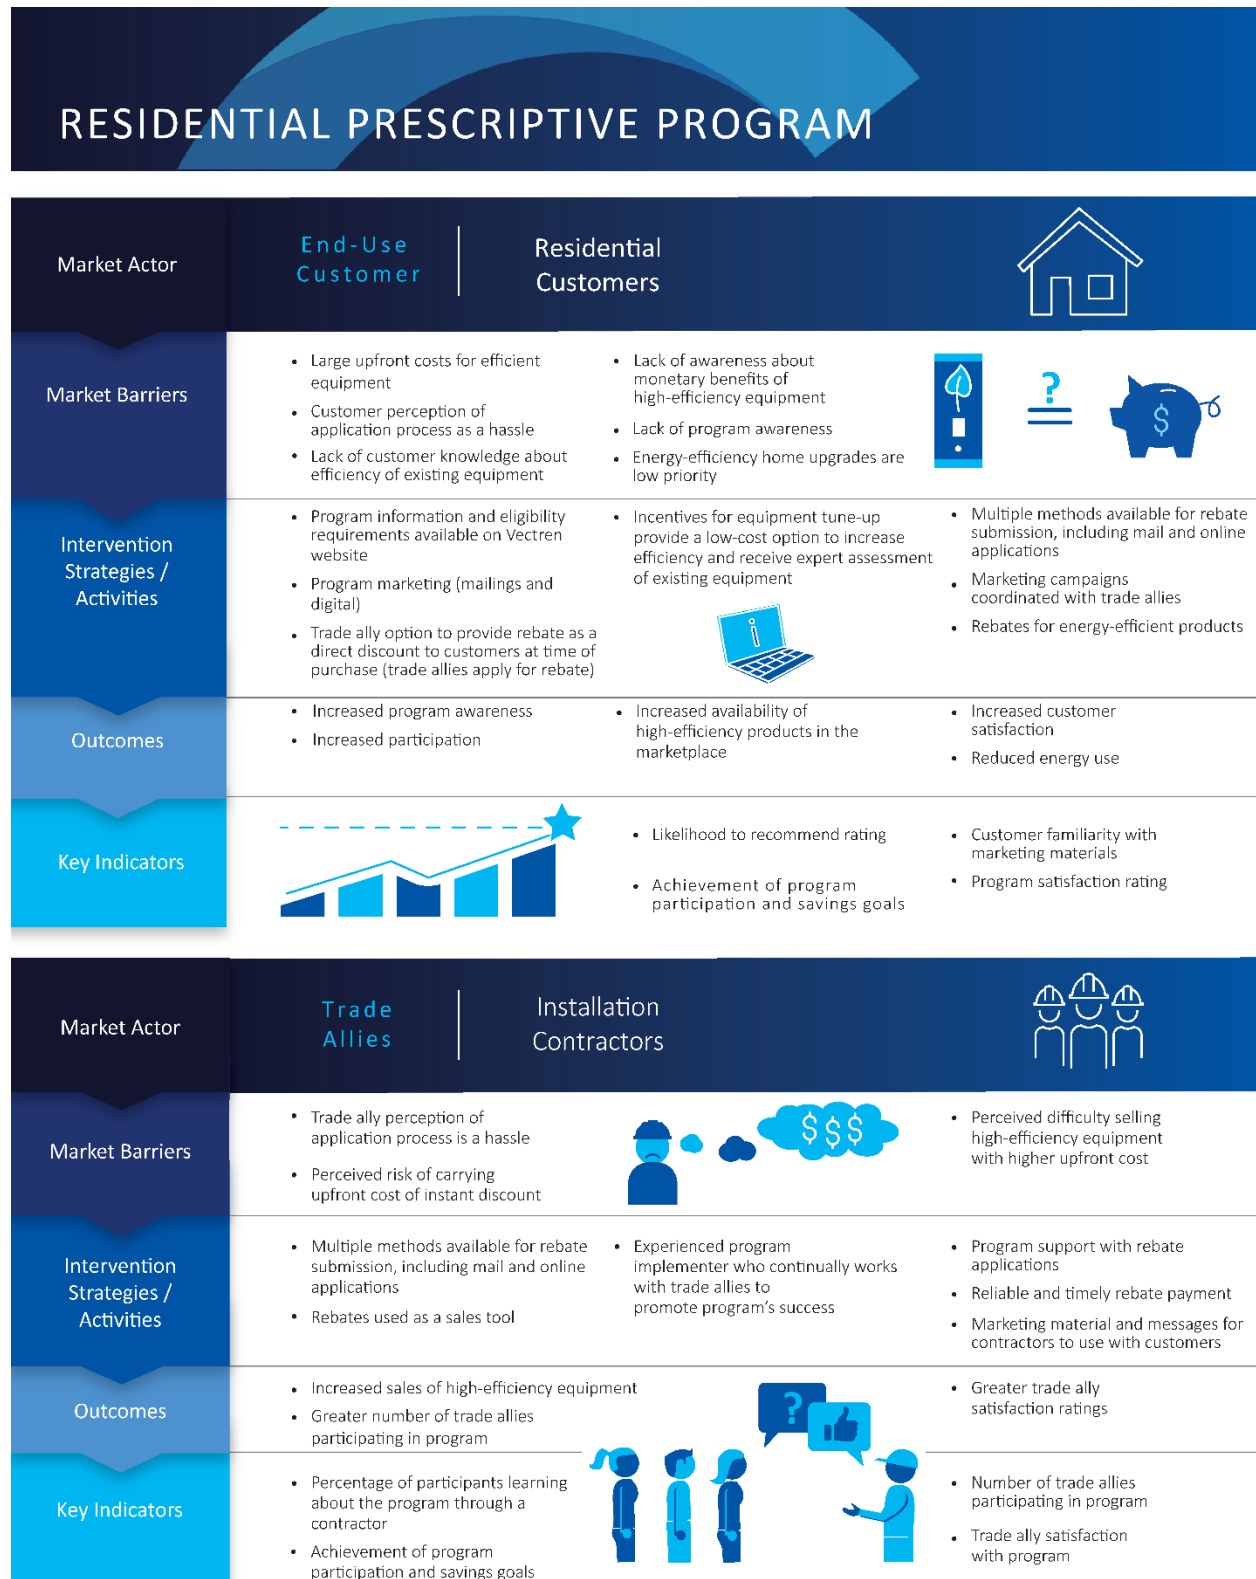 RESIDENTIAL PRESCRIPTIVE PROGRAM
Market Actor
End-Use
Customer
Residential
Customers
Market Barriers
• Large upfront costs for efficient
equipment
• Customer perception of
application process as a hassle
• Lack of customer knowledge about
efficiency of existing equipment
• Lack of awareness about
monetary benefits of
high-efficiency equipment
• Lack of program awareness
• Energy-efficiency home upgrades are
low priority
?
$
Intervention
Strategies /
Activities
• Program information and eligibility
requirements available on Vectren
website
• Program marketing (mailings and
digital)
• Trade ally option to provide rebate as a
direct discount to customers at time of
purchase (trade allies apply for rebate)
• Incentives for equipment tune-up
provide a low-cost option to increase
efficiency and receive expert assessment
of existing equipment
i
• Multiple methods available for rebate
submission, including mail and online
applications
• Marketing campaigns
coordinated with trade allies
• Rebates for energy-efficient products
Outcomes
• Increased program awareness
• Increased participation
• Increased availability of
high-efficiency products in the
marketplace
• Increased customer
satisfaction
• Reduced energy use
Key Indicators
• Likelihood to recommend rating
• Achievement of program
participation and savings goals
• Customer familiarity with
marketing materials
• Program satisfaction rating
Market Actor
Trade
Allies
Installation
Contractors
Market Barriers
• Trade ally perception of
application process is a hassle
• Perceived risk of carrying
upfront cost of instant discount
$$$
• Perceived difficulty selling
high-efficiency equipment
with higher upfront cost
Intervention
Strategies /
Activities
• Multiple methods available for rebate
submission, including mail and online
applications
• Rebates used as a sales tool
• Experienced program
implementer who continually works
with trade allies to
promote program's success
• Program support with rebate
applications
• Reliable and timely rebate payment
• Marketing material and messages for
contractors to use with customers
Outcomes
• Increased sales of high-efficiency equipment
• Greater number of trade allies
participating in program
?
• Greater trade ally
satisfaction ratings
Key Indicators
• Percentage of participants learning
about the program through a
contractor
• Achievement of program
participation and savings goals
• Number of trade allies
participating in program
• Trade ally satisfaction
with program